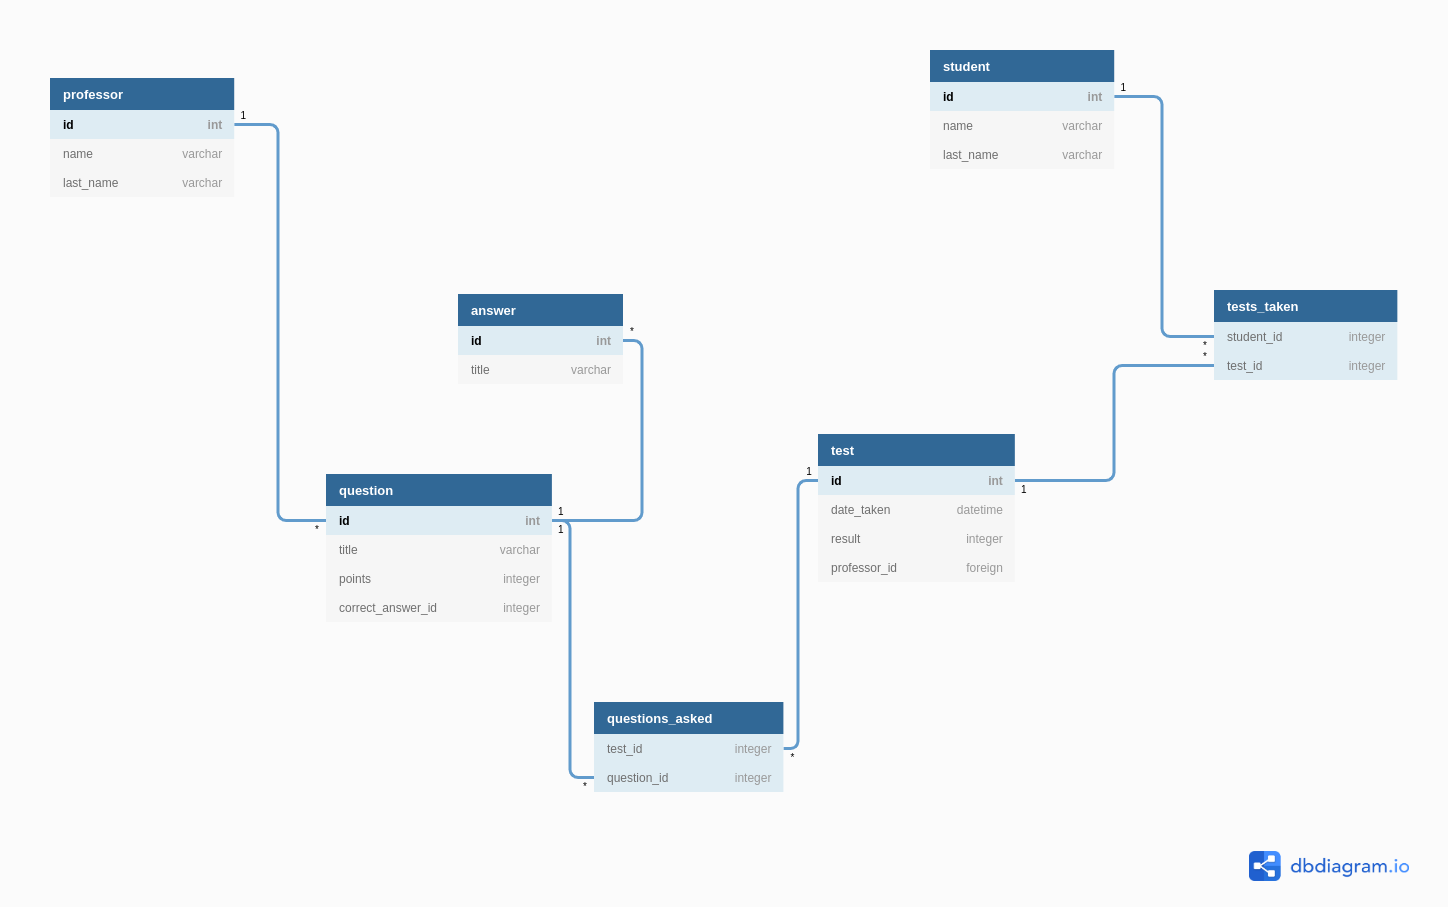 professor
1
id int
name varchar
last_name varchar
student
1
id int
name varchar
last_name varchar
answer
*
id int
title varchar
tests_taken
student_id integer
*
*
test_id integer
test
1
id int
1
date_taken datetime
result integer
professor_id foreign
question
1
id int
*
1
title varchar
points integer
correct_answer_id integer
questions_asked
test_id integer
*
question_id integer
*
dbdiagram.io